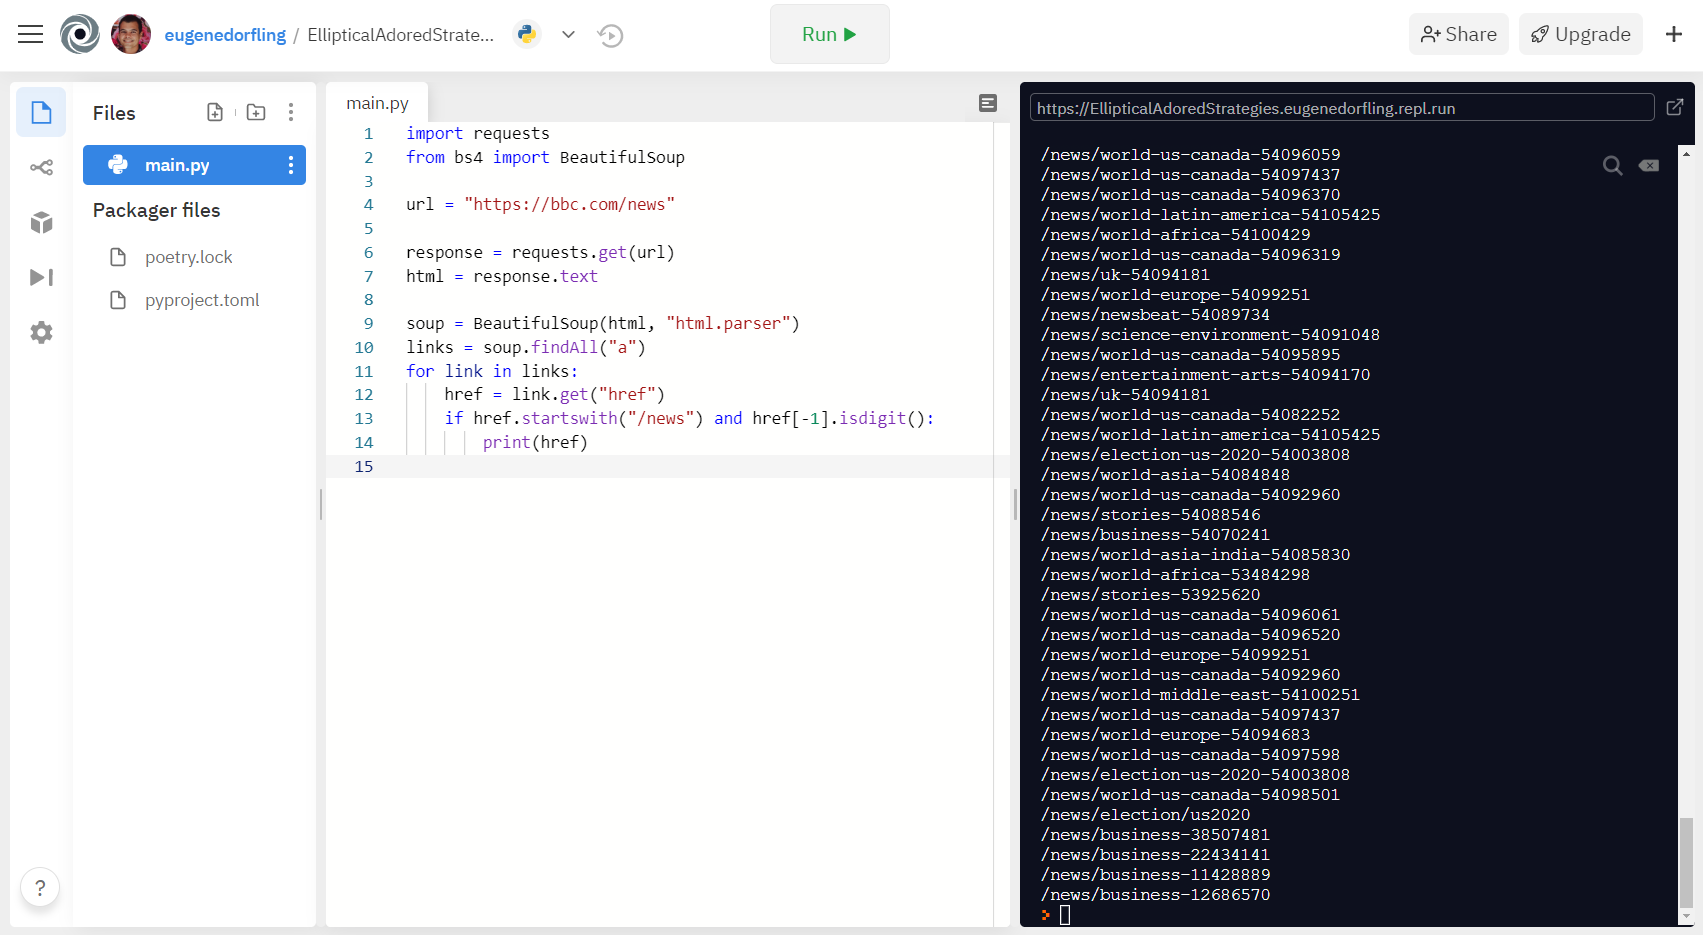 eugenedorfling / EllipticalAdoredStrate...
Run
Share
Upgrade
Files
main.py
Packager files
poetry.lock
pyproject.toml
?
main.py
1 import requests
2 from bs4 import BeautifulSoup
3
4 url = "https://bbc.com/news"
5
6 response = requests.get(url)
7 html = response.text
8
9 soup = BeautifulSoup(html, "html.parser")
10 links = soup.findAll("a")
11 for link in links:
12 href = link.get("href")
13 if href.startswith("/news") and href[-1].isdigit():
14 print(href)
15
https://EllipticalAdoredStrategies.eugenedorfling.repl.run
/news/world-us-canada-54096059
/news/world-us-canada-54097437
/news/world-us-canada-54096370
/news/world-latin-america-54105425
/news/world-africa-54100429
/news/world-us-canada-54096319
/news/uk-54094181
/news/world-europe-54099251
/news/newsbeat-54089734
/news/science-environment-54091048
/news/world-us-canada-54095895
/news/entertainment-arts-54094170
/news/uk-54094181
/news/world-us-canada-54082252
/news/world-latin-america-54105425
/news/election-us-2020-54003808
/news/world-asia-54084848
/news/world-us-canada-54092960
/news/stories-54088546
/news/business-54070241
/news/world-asia-india-54085830
/news/world-africa-53484298
/news/stories-53925620
/news/world-us-canada-54096061
/news/world-us-canada-54096520
/news/world-europe-54099251
/news/world-us-canada-54092960
/news/world-middle-east-54100251
/news/world-us-canada-54097437
/news/world-europe-54094683
/news/world-us-canada-54097598
/news/election-us-2020-54003808
/news/world-us-canada-54098501
/news/election/us2020
/news/business-38507481
/news/business-22434141
/news/business-11428889
/news/business-12686570